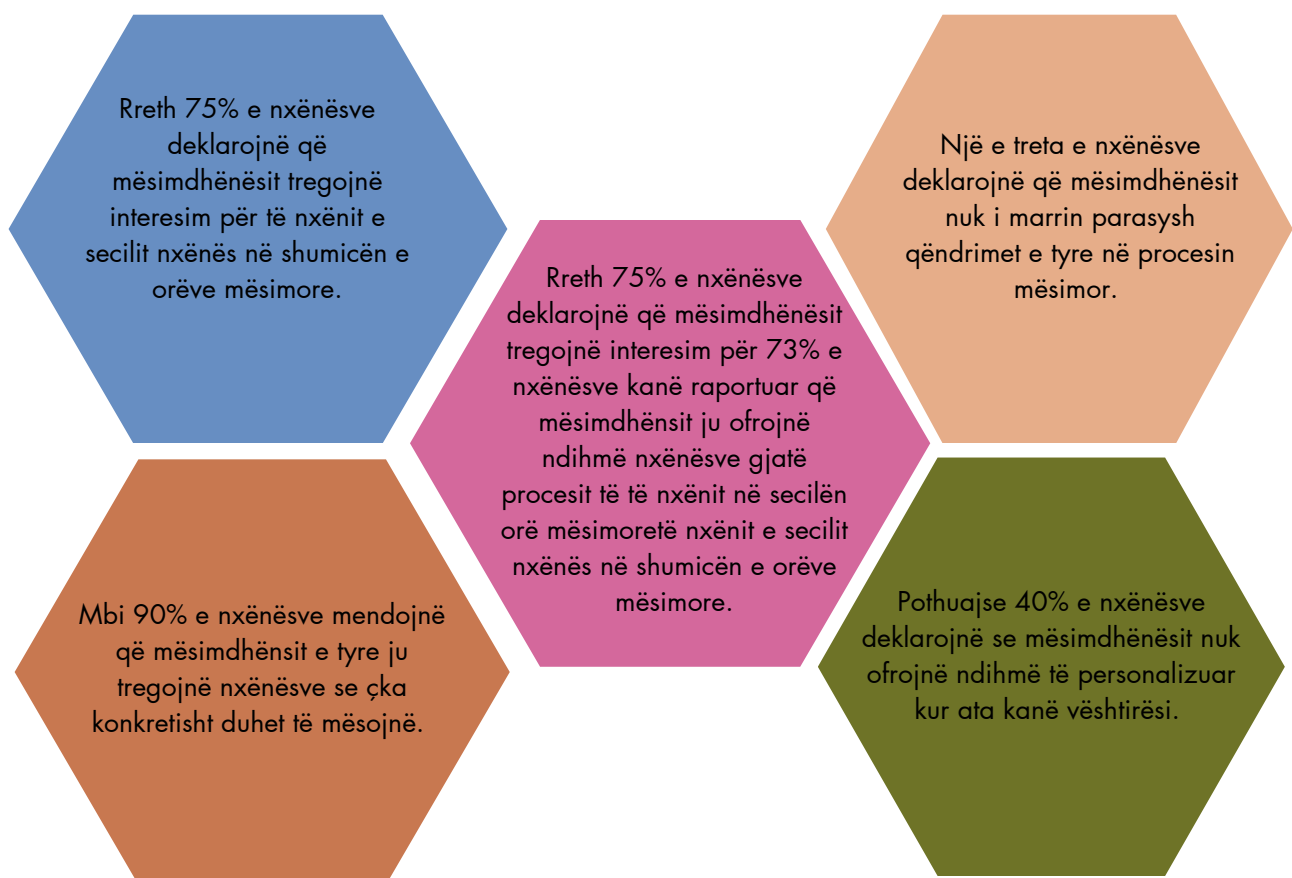 Rreth 75% e nxënësve
deklarojnë që
mësimdhënësit tregojnë
interesim për të nxënit e
secilit nxënës në shumicën e
orëve mësimore.
Një e treta e nxënësve
deklarojnë që mësimdhënësit
nuk i marrin parasysh
qëndrimet e tyre në procesin
mësimor.
Rreth 75% e nxënësve
deklarojnë që mësimdhënësit
tregojnë interesim për 73% e
nxënësve kanë raportuar që
mësimdhënsit ju ofrojnë
ndihmë nxënësve gjatë
procesit të të nxënit në secilën
orë mësimoretë nxënit e secilit
nxënës në shumicën e orëve
mësimore.
Mbi 90% e nxënësve mendojnë
që mësimdhënsit e tyre ju
tregojnë nxënësve se çka
konkretisht duhet të mësojnë.
Pothuajse 40% e nxënësve
deklarojnë se mësimdhënësit nuk
ofrojnë ndihmë të personalizuar
kur ata kanë vështirësi.